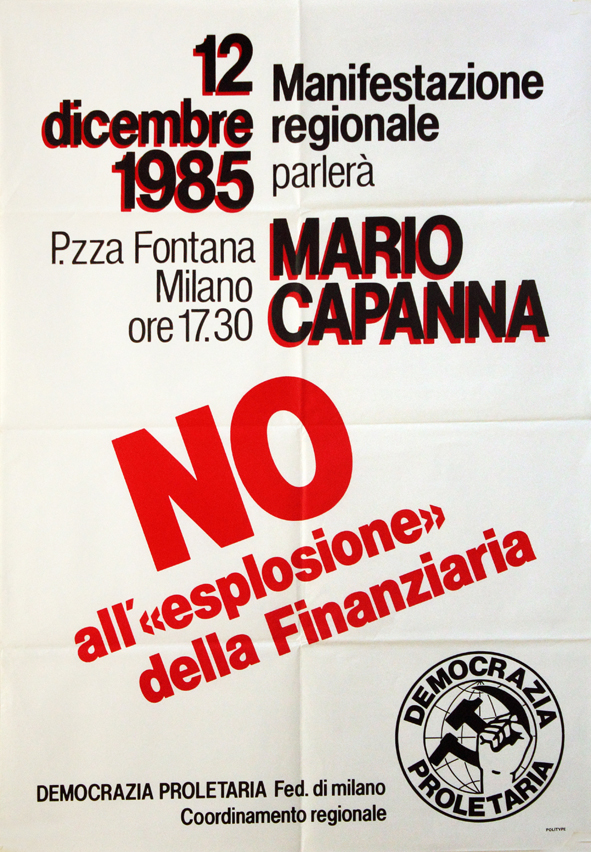 12
dicembre
1985
P.zza Fontana
Milano
ore 17.30
Manifestazione
regionale
parlerà
MARIO
CAPANNA
NO
all'«esplosione»
della Finanziaria
DEMOCRAZIA
PROLETARIA
DEMOCRAZIA PROLETARIA Fed. di milano
Coordinamento regionale
POLITYPE